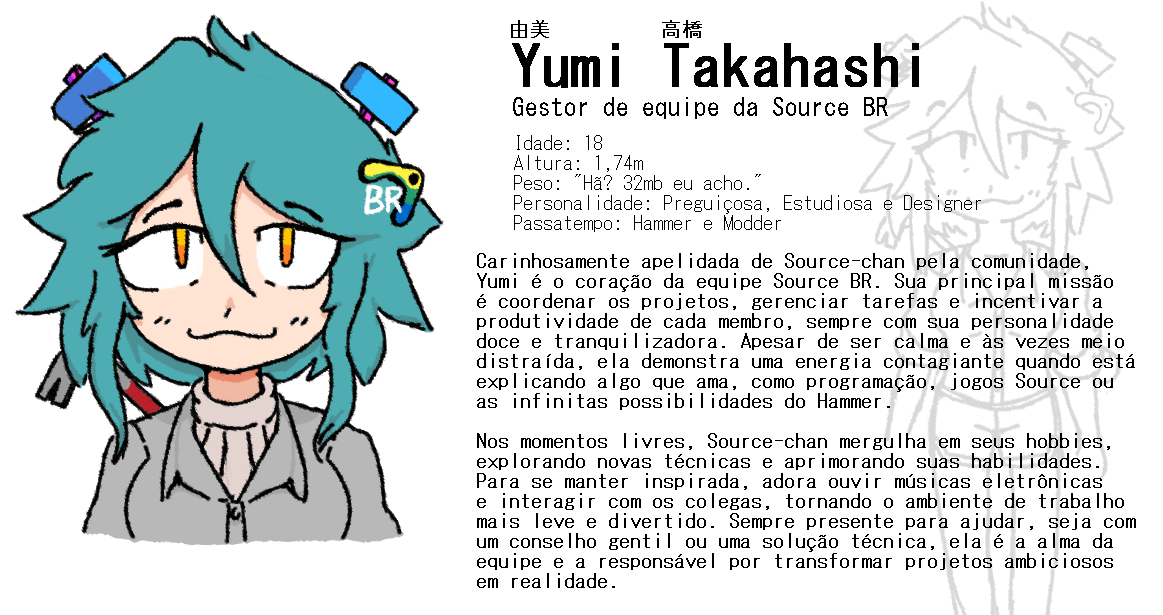 由美 高橋
Yumi Takahashi
Gestor de equipe da Source BR
Idade: 18
Altura: 1,74m
Peso: "Hã? 32mb eu acho."
Personalidade: Preguiçosa, Estudiosa e Designer
Passatempo: Hammer e Modder
BR
Carinhosamente apelidada de Source-chan pela comunidade,
Yumi é o coração da equipe Source BR. Sua principal missão
é coordenar os projetos, gerenciar tarefas e incentivar a
produtividade de cada membro, sempre com sua personalidade
doce e tranquilizadora. Apesar de ser calma e às vezes meio
distraída, ela demonstra uma energia contagiante quando está
explicando algo que ama, como programação, jogos Source ou
as infinitas possibilidades do Hammer.
Nos momentos livres, Source-chan mergulha em seus hobbies,
explorando novas técnicas e aprimorando suas habilidades.
Para se manter inspirada, adora ouvir músicas eletrônicas
e interagir com os colegas, tornando o ambiente de trabalho
mais leve e divertido. Sempre presente para ajudar, seja com
um conselho gentil ou uma solução técnica, ela é a alma da
equipe e a responsável por transformar projetos ambiciosos
em realidade.